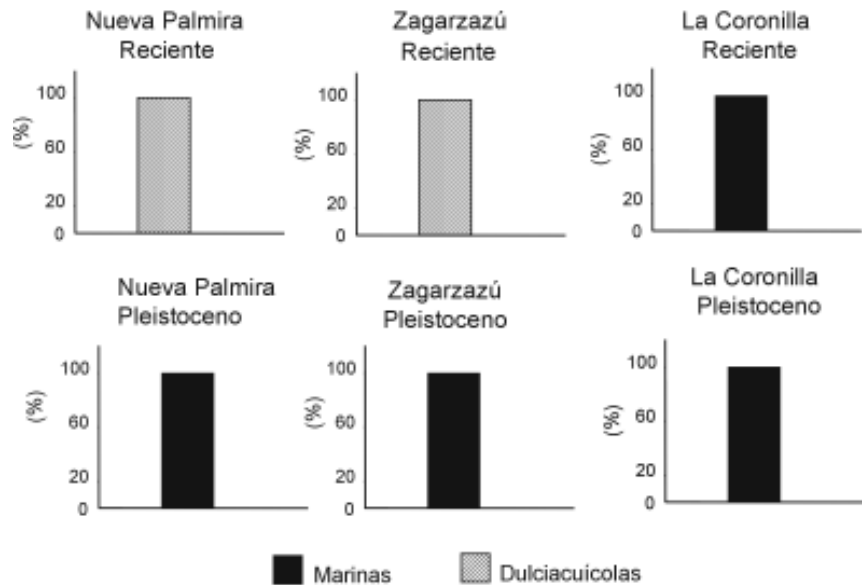 Nueva Palmira
Reciente
100
60
20
0
(%)
Zagarzazú
Reciente
100
60
20
0
(%)
La Coronilla
Reciente
100
60
20
0
(%)
Nueva Palmira
Pleistoceno
100
60
20
0
(%)
Zagarzazú
Pleistoceno
100
60
20
0
(%)
La Coronilla
Pleistoceno
100
60
20
0
(%)
Marinas
Dulciacuicolas